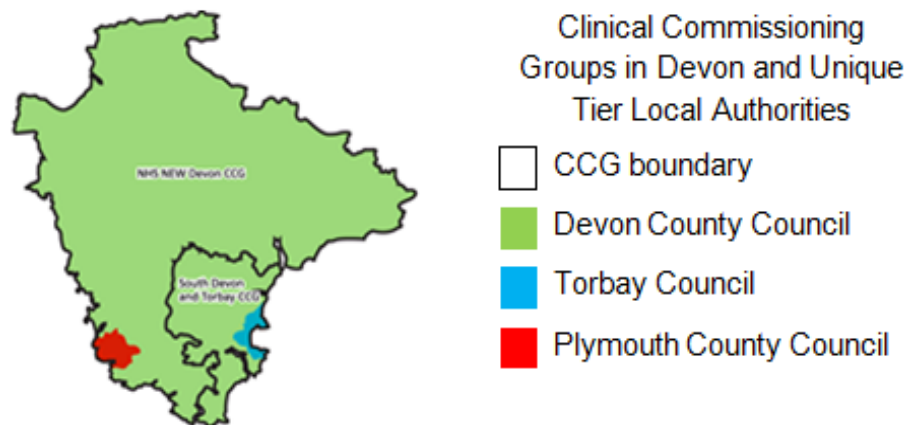 Clinical Commissioning
Groups in Devon and Unique
Tier Local Authorities
CCG boundary
Devon County Council
Torbay Council
Plymouth County Council
NHS NEW Devon CCG
South Devon
and Torbay CCG